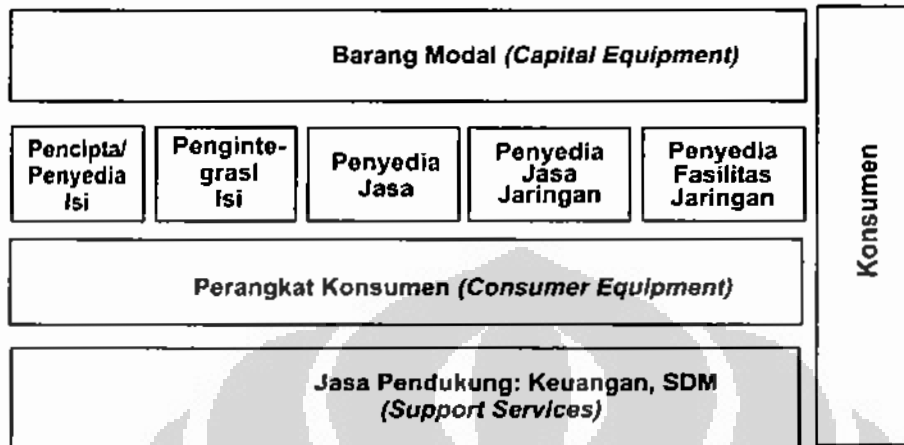 Barang Modal (Capital Equipment)
Pencipta/
Penyedia
Isi
Penginte-
grasi
Isi
Penyedia
Jasa
Penyedia
Jasa
Jaringan
Penyedia
Fasilitas
Jaringan
Perangkat Konsumen (Consumer Equipment)
Jasa Pendukung: Keuangan, SDM
(Support Services)
Konsumen